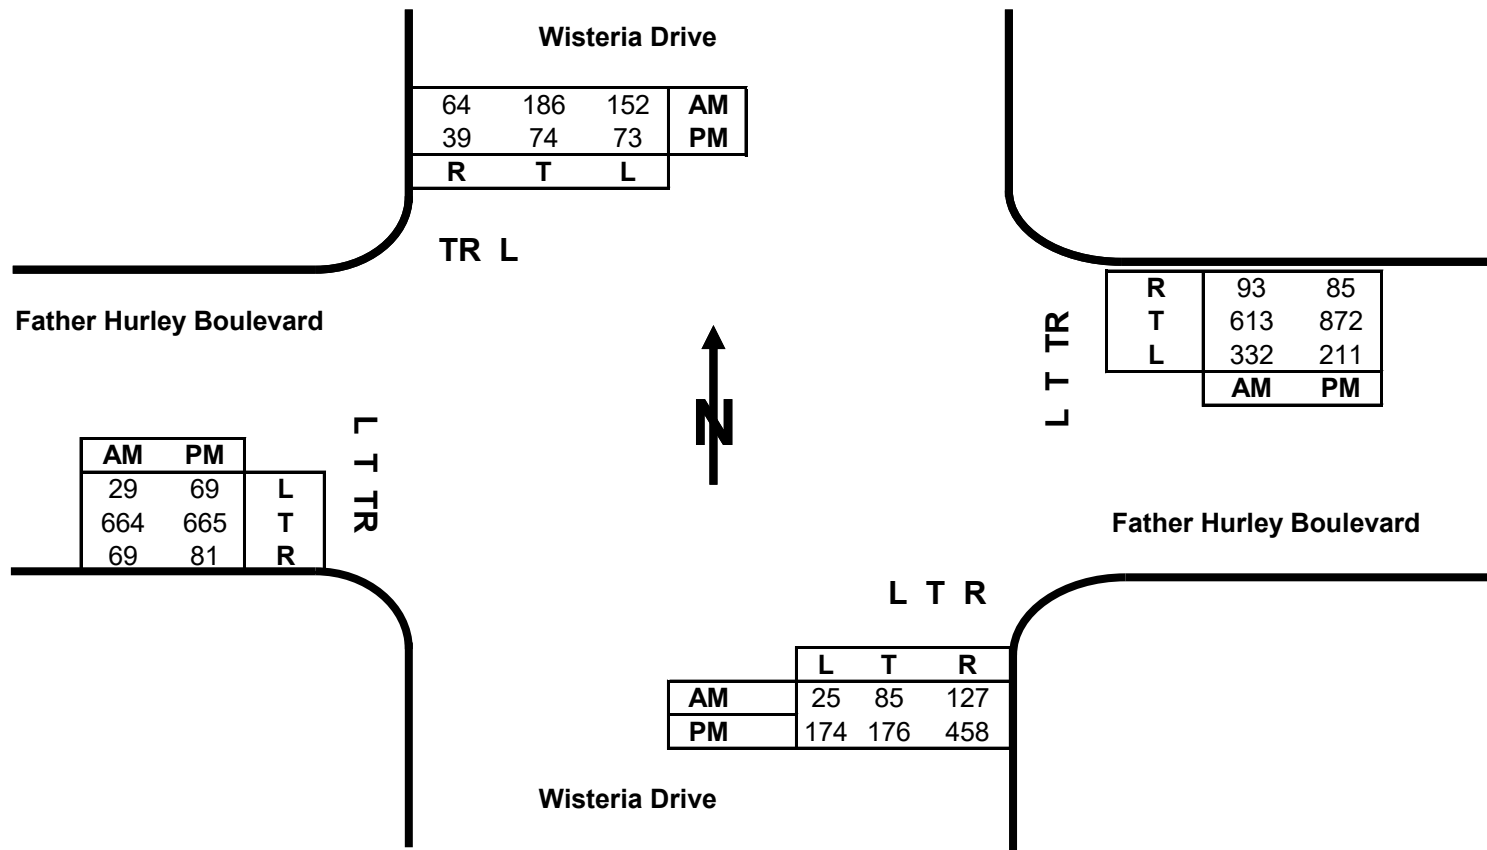 Wisteria Drive
64 186 152 AM
39 74 73 PM
R T L
TR L
Father Hurley Boulevard
L T TR
R 93 85
T 613 872
L 332 211
AM PM
N
AM PM
29 69 L
664 665 T
69 81 R
L T TR
Father Hurley Boulevard
L T R
L T R
AM 25 85 127
PM 174 176 458
Wisteria Drive